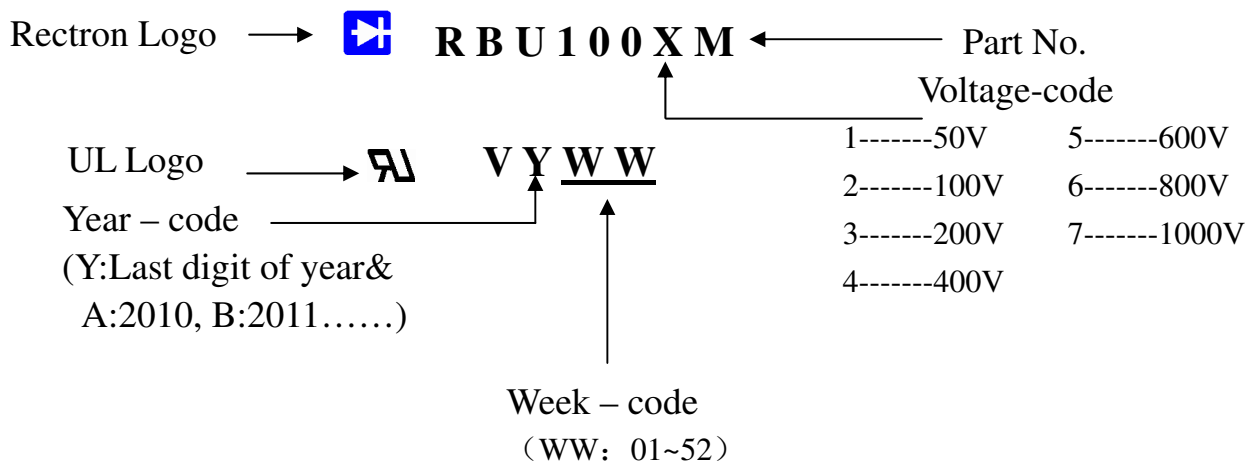 Rectron Logo RBU100XM Part No.
Voltage-code
1-------50V 5-------600V
UL Logo VYWW
2-------100V 6-------800V
Year – code
3-------200V 7-------1000V
(Y:Last digit of year&
4-------400V
A:2010, B:2011……)
Week – code
（WW：01~52）